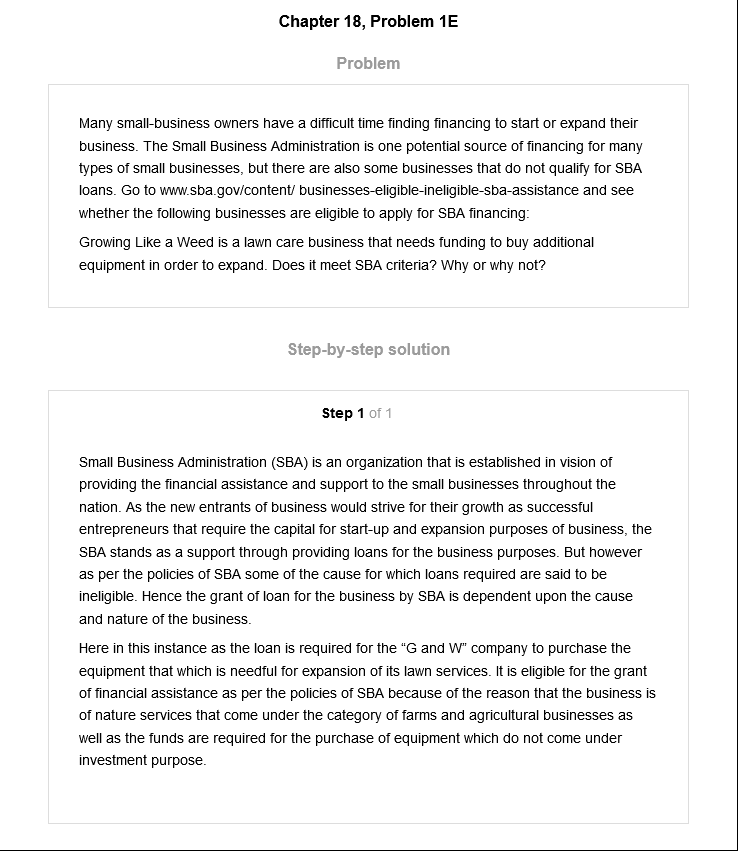 Chapter 18, Problem 1E
Problem
Many small-business owners have a difficult time finding financing to start or expand their
business. The Small Business Administration is one potential source of financing for many
types of small businesses, but there are also some businesses that do not qualify for SBA
loans. Go to www.sba.gov/content/ businesses-eligible-ineligible-sba-assistance and see
whether the following businesses are eligible to apply for SBA financing:
Growing Like a Weed is a lawn care business that needs funding to buy additional
equipment in order to expand. Does it meet SBA criteria? Why or why not?
Step-by-step solution
Step 1 of 1
Small Business Administration (SBA) is an organization that is established in vision of
providing the financial assistance and support to the small businesses throughout the
nation. As the new entrants of business would strive for their growth as successful
entrepreneurs that require the capital for start-up and expansion purposes of business, the
SBA stands as a support through providing loans for the business purposes. But however
as per the policies of SBA some of the cause for which loans required are said to be
ineligible. Hence the grant of loan for the business by SBA is dependent upon the cause
and nature of the business.
Here in this instance as the loan is required for the “G and W” company to purchase the
equipment that which is needful for expansion of its lawn services. It is eligible for the grant
of financial assistance as per the policies of SBA because of the reason that the business is
of nature services that come under the category of farms and agricultural businesses as
well as the funds are required for the purchase of equipment which do not come under
investment purpose.